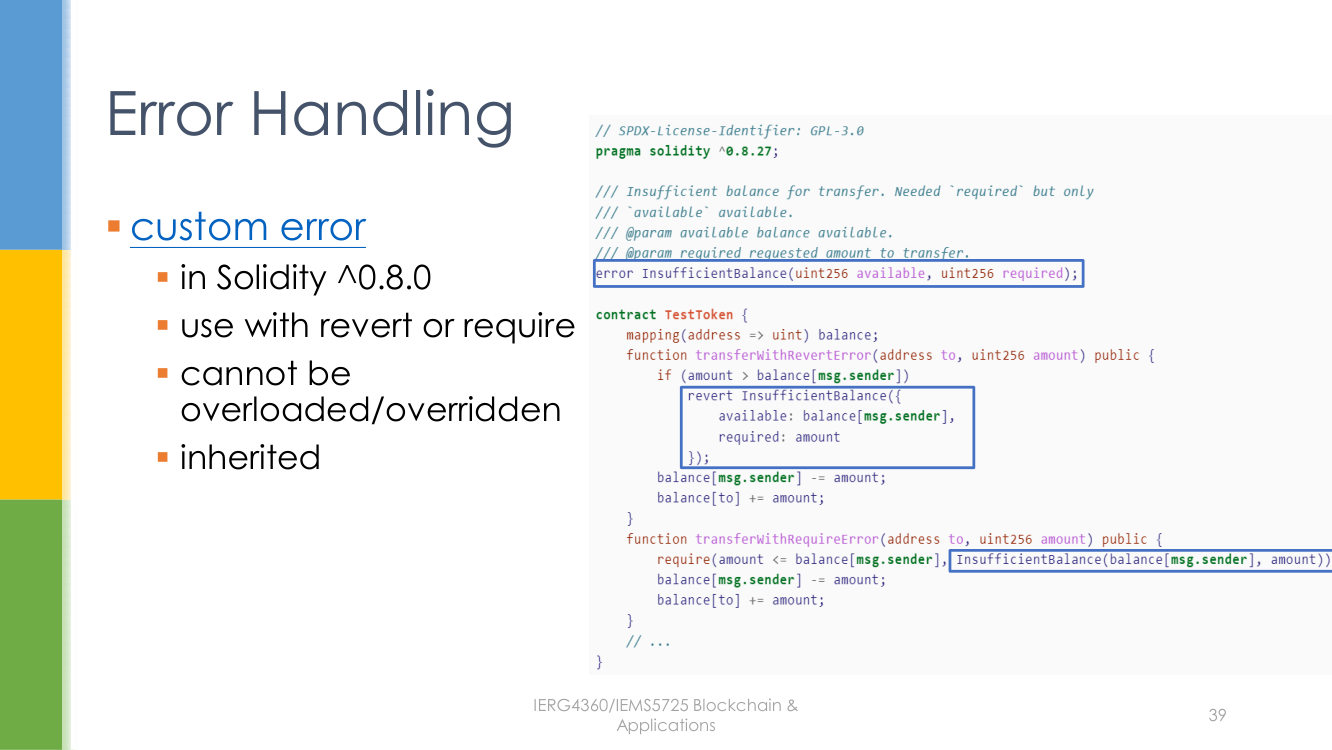 Error Handling
custom error
in Solidity ^0.8.0
use with revert or require
cannot be
overloaded/overridden
inherited
// SPDX-License-Identifier: GPL-3.0
pragma solidity ^0.8.27;
/// Insufficient balance for transfer. Needed `required` but only
/// `available` available.
/// @param available balance available.
/// @param required requested amount to transfer.
error InsufficientBalance(uint256 available, uint256 required);
contract TestToken {
    mapping(address => uint) balance;
    function transferWithRevertError(address to, uint256 amount) public {
        if (amount > balance[msg.sender])
            revert InsufficientBalance({
                available: balance[msg.sender],
                required: amount
            });
        balance[msg.sender] -= amount;
        balance[to] += amount;
    }
    function transferWithRequireError(address to, uint256 amount) public {
        require(amount <= balance[msg.sender], InsufficientBalance(balance[msg.sender], amount))
        balance[msg.sender] -= amount;
        balance[to] += amount;
    }
    // ...
}
IERG4360/IEMS5725 Blockchain &
Applications
39